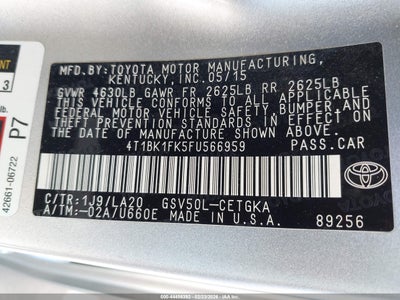 MFD.BY:TOYOTA MOTOR MANUFACTURING,
KENTUCKY, INC. 05/15
GVWR 4630LB GAWR FR 2625LB RR 2625LB
THIS VEHICLE CONFORMS TO ALL APPLICABLE
FEDERAL MOTOR VEHICLE SAFETY, BUMPER, AND
THEFT PREVENTION STANDARDS IN EFFECT ON
THE DATE OF MANUFACTURE SHOWN ABOVE.
4T1BK1FK5FU566959 PASS.CAR
C/TR:1J9/LA20 GSV50L-CETGKA
A/TM:-02A/U660E MADE IN U.S.A.
89256
TOYOTA
3
lb.
P7
42661-06722